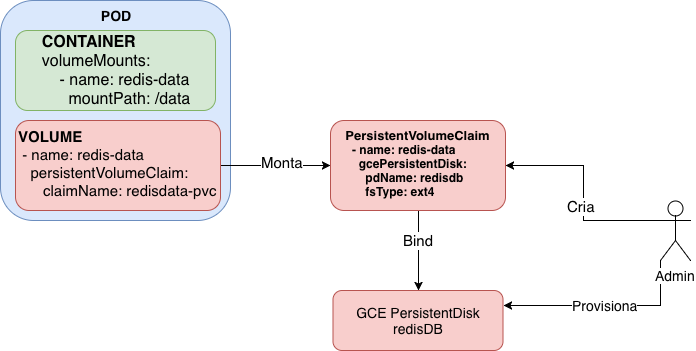 POD
CONTAINER
volumeMounts:
- name: redis-data
mountPath: /data
VOLUME
- name: redis-data
persistentVolumeClaim:
claimName: redisdata-pvc
Monta
PersistentVolumeClaim
- name: redis-data
gcePersistentDisk:
pdName: redisdb
fsType: ext4
Cria
Bind
Admin
GCE PersistentDisk
redisDB
Provisiona